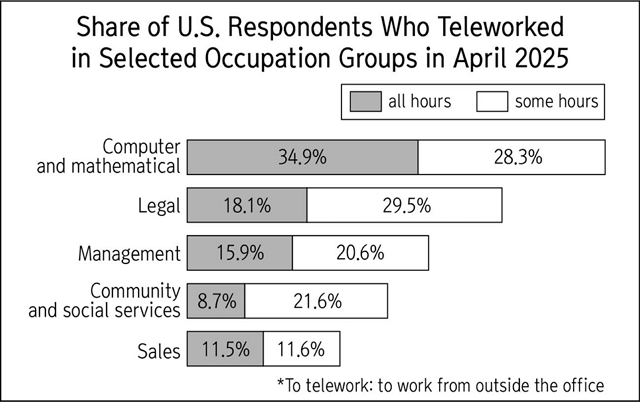 Share of U.S. Respondents Who Teleworked
in Selected Occupation Groups in April 2025
all hours some hours
Computer
and mathematical 34.9% 28.3%
Legal 18.1% 29.5%
Management 15.9% 20.6%
Community
and social services 8.7% 21.6%
Sales 11.5% 11.6%
*To telework: to work from outside the office